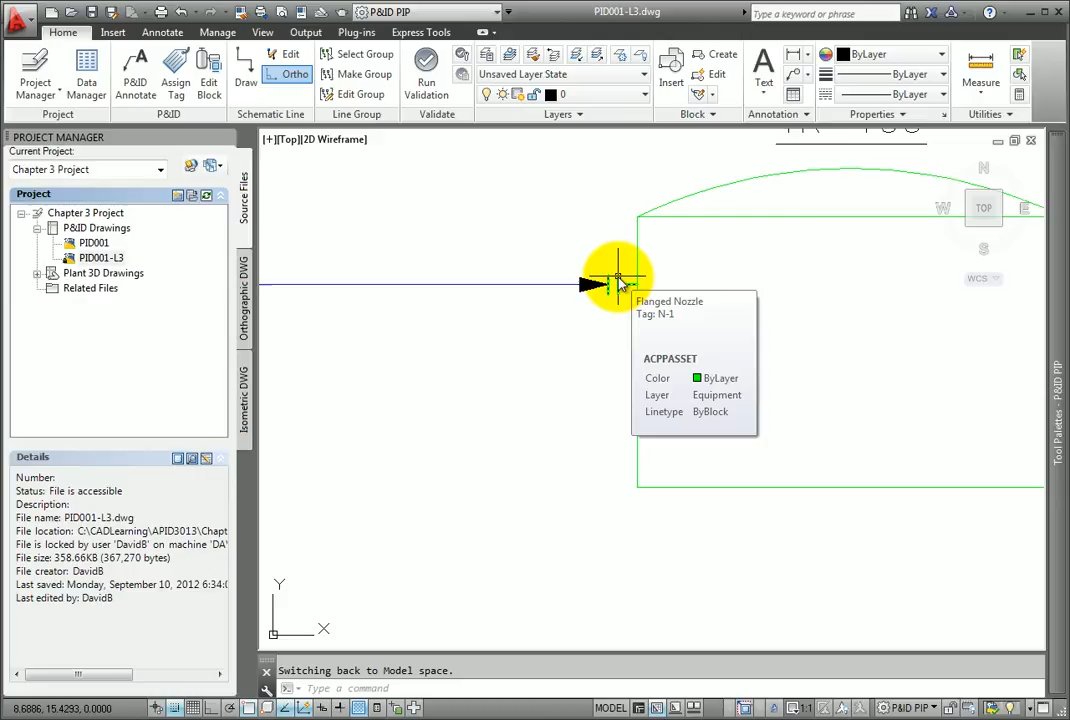 P&ID PIP
PID001-L3.dwg
Type a keyword or phrase
Home Insert Annotate Manage View Output Plug-ins Express Tools
Project Manager
Data Manager
P&ID Annotate
Assign Tag
Edit Block
Draw
Edit
Ortho
Select Group
Make Group
Edit Group
Run Validation
Unsaved Layer State
0
Insert
Create
Edit
Text
ByLayer
ByLayer
ByLayer
Measure
Project P&ID Schematic Line Line Group Validate Layers Block Annotation Properties Utilities
PROJECT MANAGER
Current Project:
Chapter 3 Project
Project
Chapter 3 Project
P&ID Drawings
PID001
PID001-L3
Plant 3D Drawings
Related Files
Source Files
Orthographic DWG
Isometric DWG
Details
Number:
Status: File is accessible
Description:
File name: PID001-L3.dwg
File location: C:\CADLearning\APID3013\Chapt
File is locked by user 'DavidB' on machine 'DA
File size: 358.66KB (367,270 bytes)
File creator: DavidB
Last saved: Monday, September 10, 2012 6:34:0
Last edited by: DavidB
[+][Top][2D Wireframe]
N
W TOP E
S
WCS
Flanged Nozzle
Tag: N-1
ACPPASSET
Color ByLayer
Layer Equipment
Linetype ByBlock
Y
X
Tool Palettes - P&ID PIP
Switching back to Model space.
Type a command
8.6886, 15.4293, 0.0000
MODEL
1:1
P&ID PIP